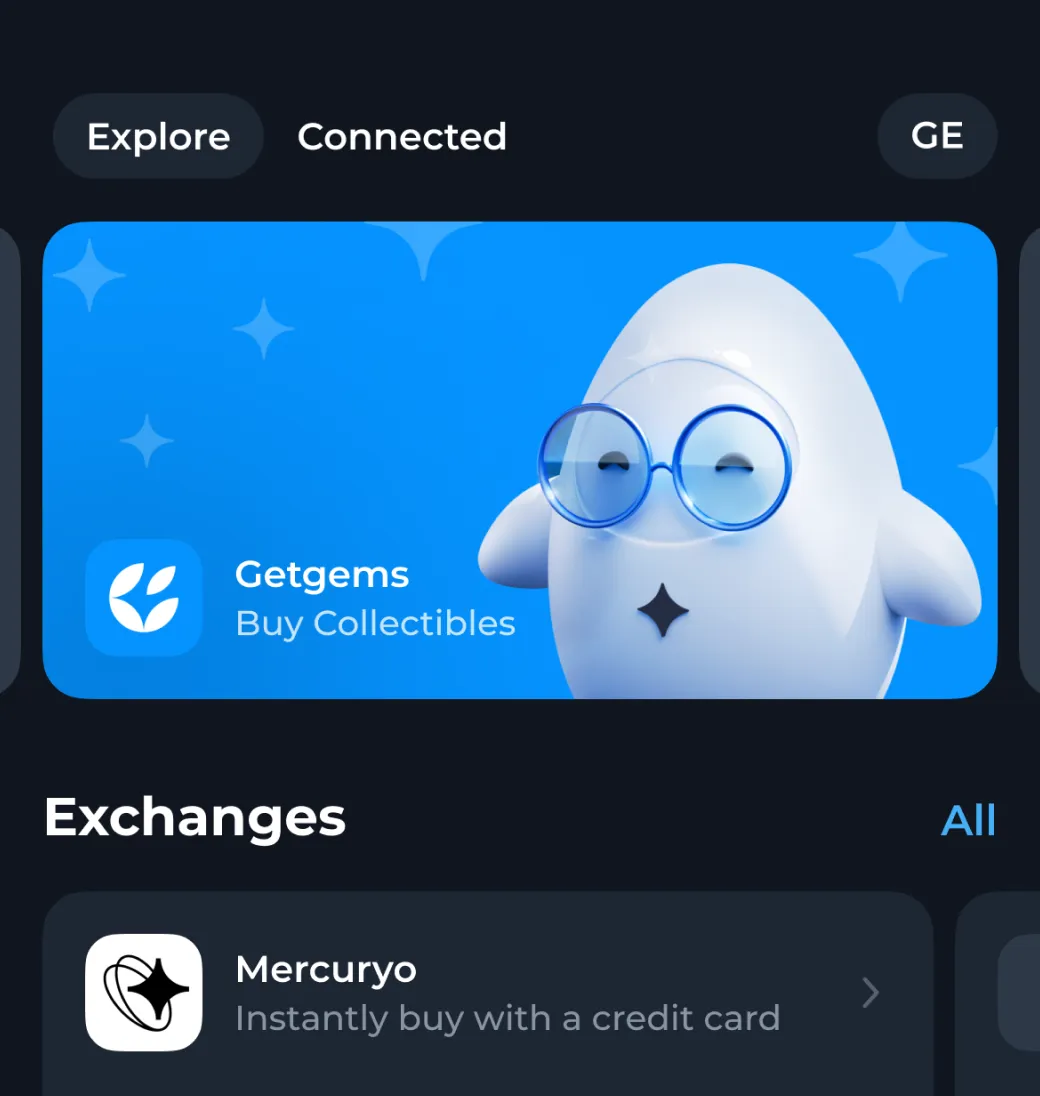 Explore Connected GE
Getgems
Buy Collectibles
Exchanges All
Mercuryo
Instantly buy with a credit card